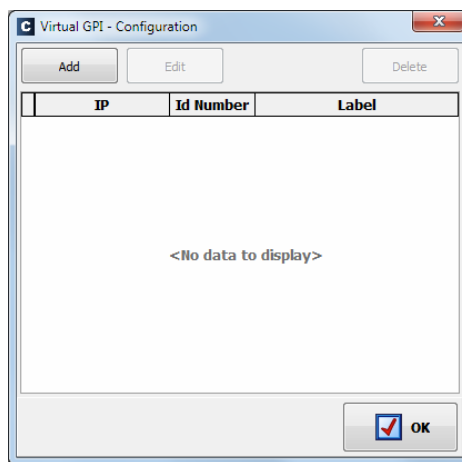 C Virtual GPI - Configuration
Add Edit Delete
IP Id Number Label
<No data to display>
OK